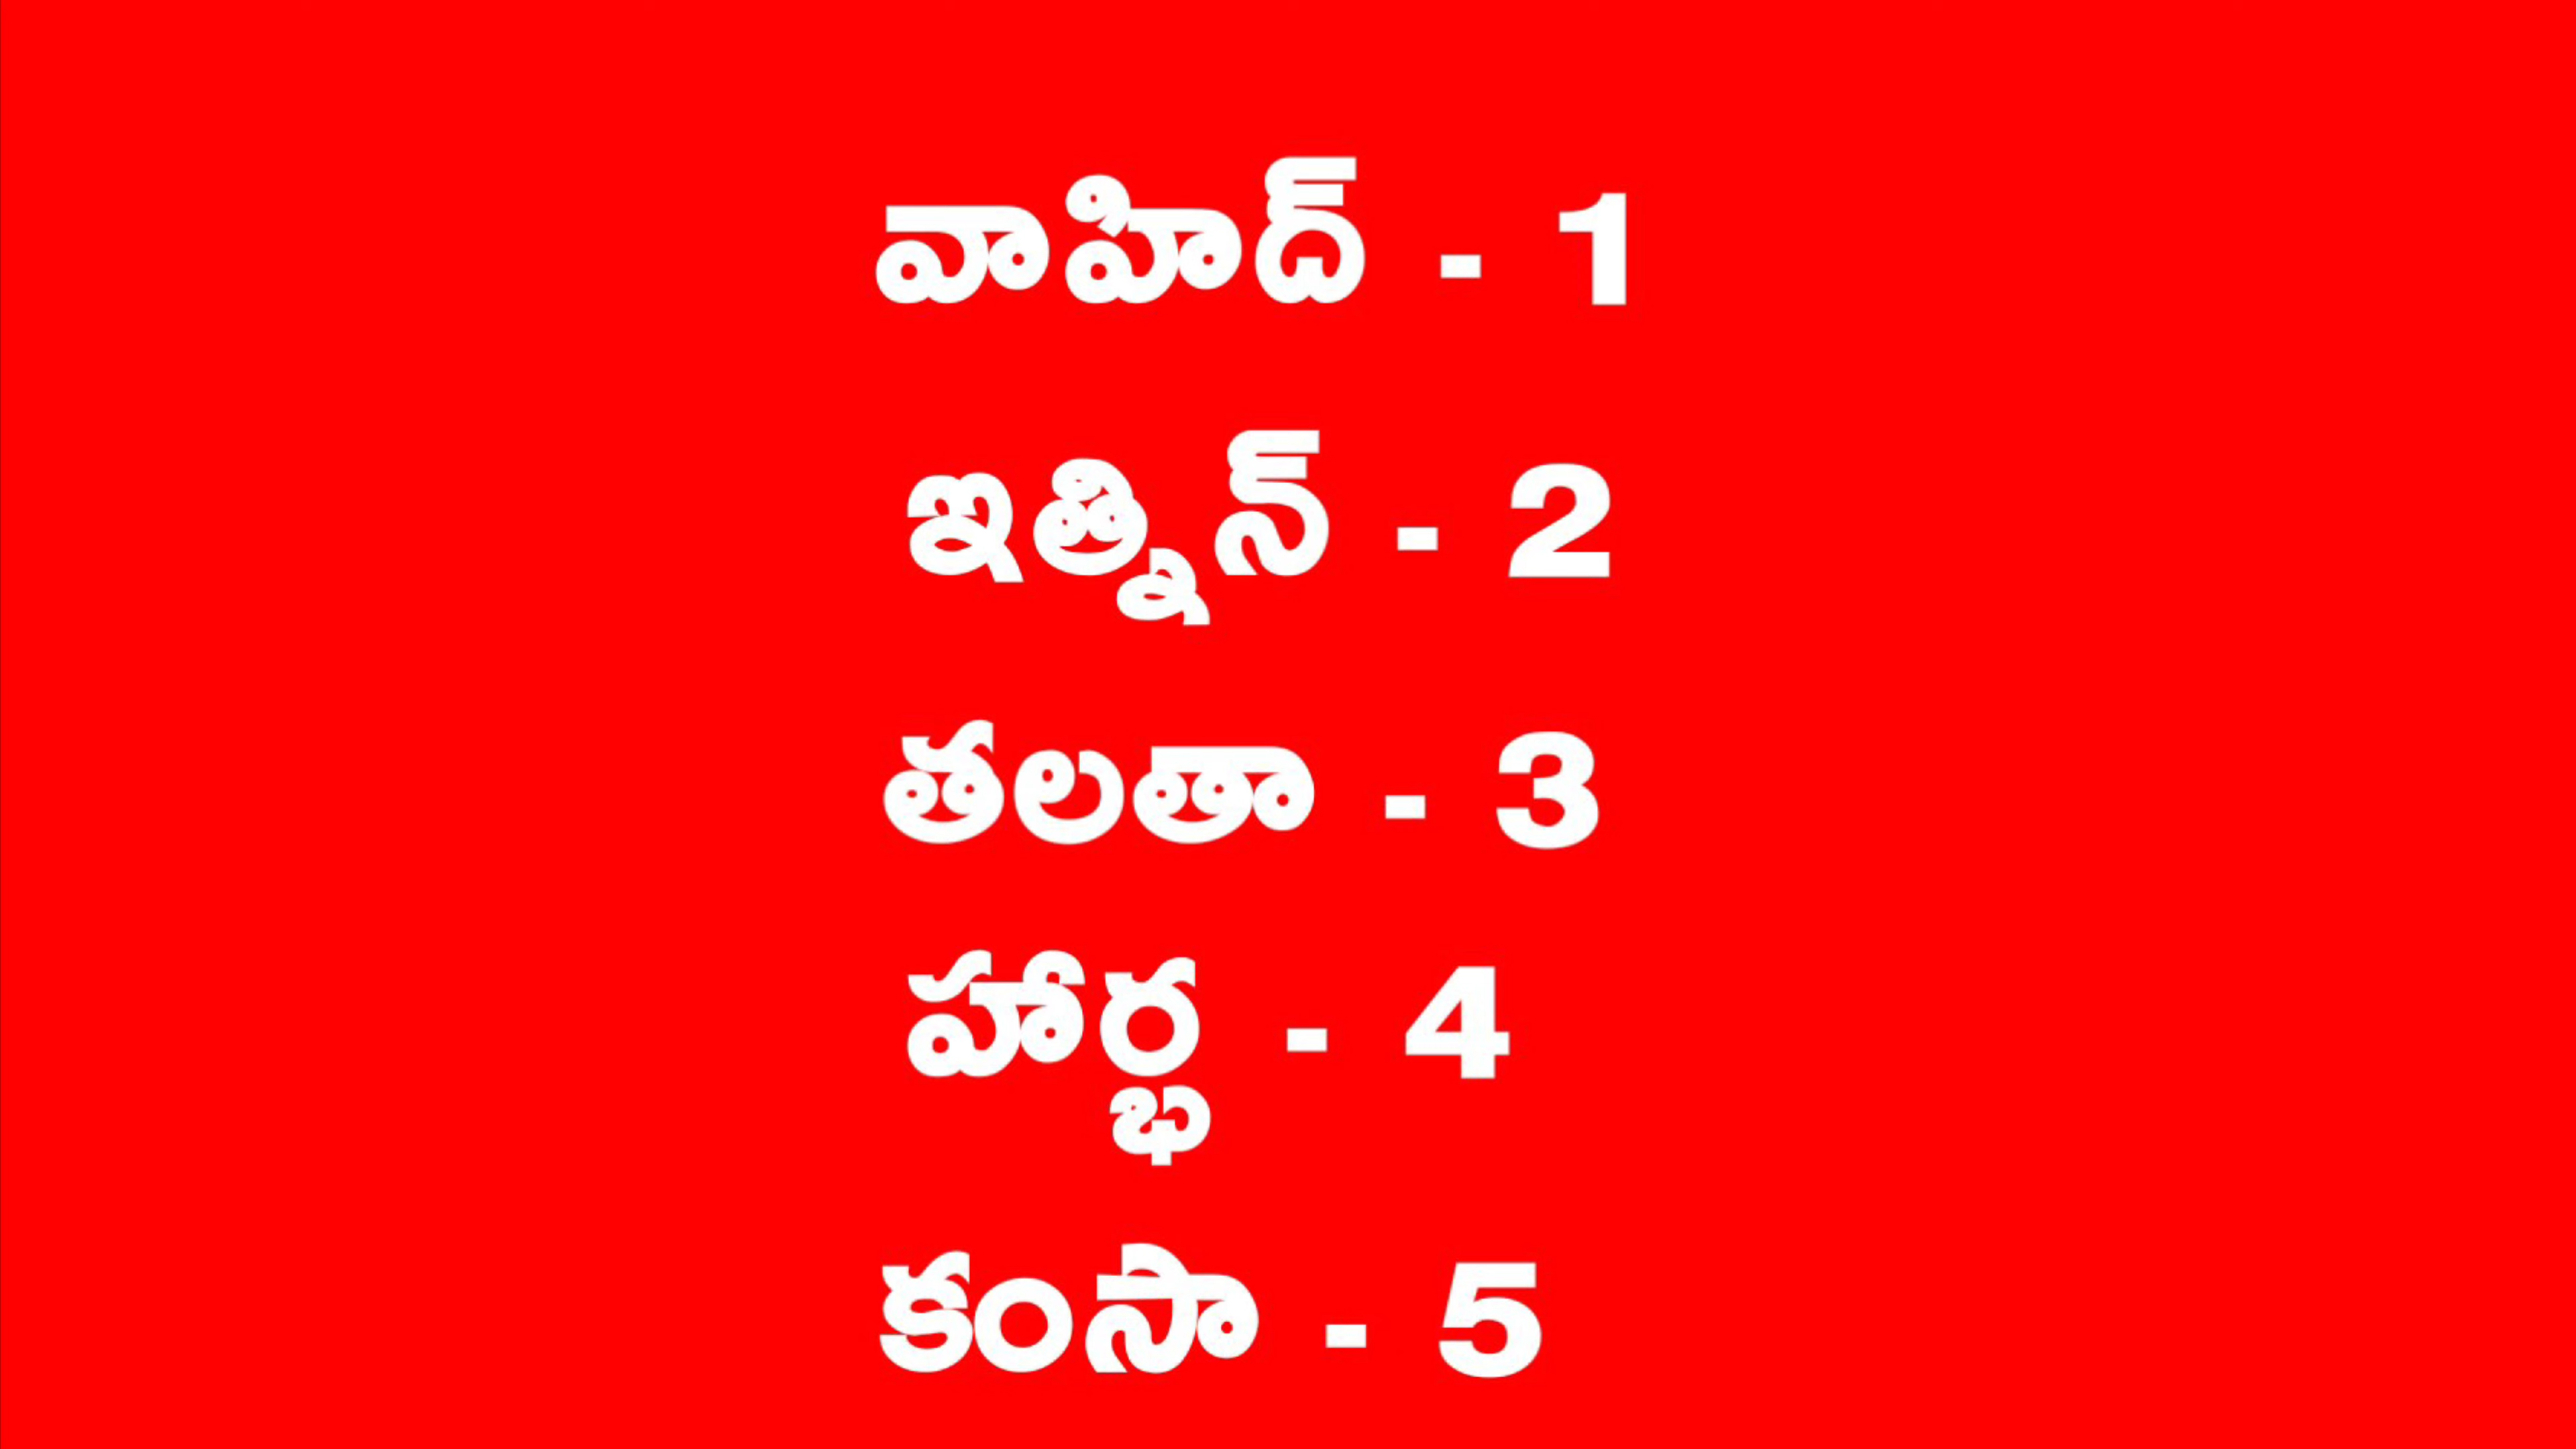 వాహిద్ - 1
ఇత్నిన్ - 2
తలతా - 3
హార్భ - 4
కంసా - 5